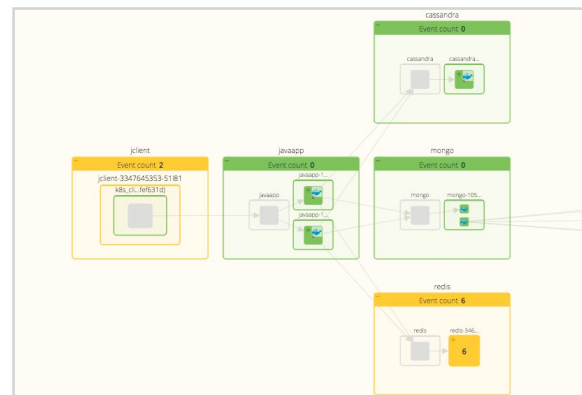 cassandra
Event count 0
cassandra
cassandra...
jclient
Event count 2
jclient-3347645353-5181
k8s_cli...fef631d)
javaapp
Event count 0
javaapp
javaapp-1...
javaapp-1...
mongo
Event count 0
mongo
mongo-105...
redis
Event count 6
redis
redis-346...
6